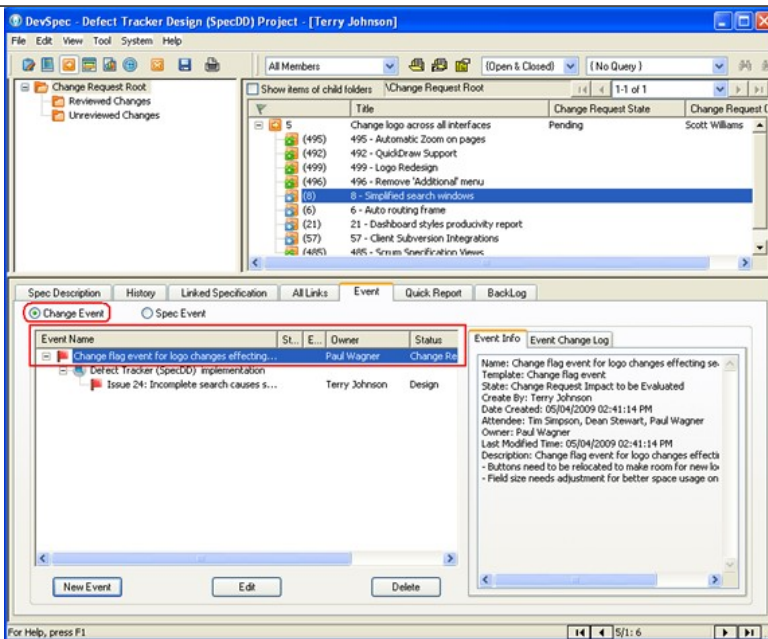 DevSpec - Defect Tracker Design (SpecDD) Project - [Terry Johnson]
File Edit View Tool System Help
All Members (Open & Closed) (No Query)
Change Request Root
Reviewed Changes
Unreviewed Changes
Show items of child folders \Change Request Root 1-1 of 1
Title Change Request State Change Request
5 Change logo across all interfaces Pending Scott Williams
(495) 495 - Automatic Zoom on pages
(492) 492 - QuickDraw Support
(499) 499 - Logo Redesign
(496) 496 - Remove 'Additional' menu
(8) 8 - Simplified search windows
(6) 6 - Auto routing frame
(21) 21 - Dashboard styles producivity report
(57) 57 - Client Subversion Integrations
(485) 485 - Scrum Specification Views
Spec Description History Linked Specification All Links Event Quick Report BackLog
Change Event Spec Event
Event Name St... E... Owner Status
Change flag event for logo changes effecting... Paul Wagner Change Re
Defect Tracker (SpecDD) implementation
Issue 24: Incomplete search causes s... Terry Johnson Design
Event Info Event Change Log
Name: Change flag event for logo changes effecting se
Template: Change flag event
State: Change Request Impact to be Evaluated
Create By: Terry Johnson
Date Created: 05/04/2009 02:41:14 PM
Attendee: Tim Simpson, Dean Stewart, Paul Wagner
Owner: Paul Wagner
Last Modified Time: 05/04/2009 02:41:14 PM
Description: Change flag event for logo changes effecti
- Buttons need to be relocated to make room for new lo
- Field size needs adjustment for better space usage on
New Event Edit Delete
For Help, press F1 5/1: 6